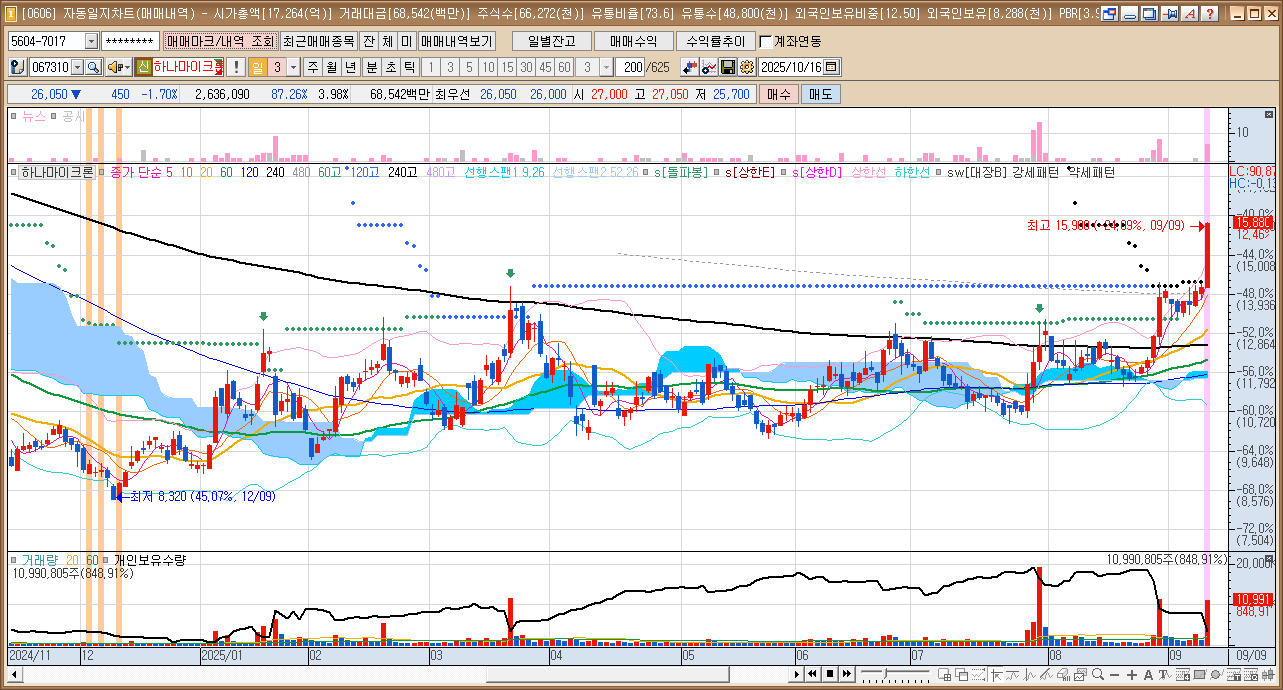 [0606] 자동일지차트(매매내역) - 시가총액[17,264(억)] 거래대금[68,542(백만)] 주식수[66,272(천)] 유통비율[73.6] 유통수[48,800(천)] 외국인보유비중[12.50] 외국인보유[8,288(천)] PBR[3.9
5604-7017 ******** 매매마크/내역 조회 최근매매종목 잔 체 미 매매내역보기 일별잔고 매매수익 수익률추이 계좌연동
067310 신 하나마이크론 ! 일 3 주 월 년 분 초 틱 1 3 5 10 15 30 45 60 3 200 /625 2025/10/16
26,050 ▼ 450 -1.70% 2,636,090 87.26% 3.98% 68,542백만 최우선 26,050 26,000 시 27,000 고 27,050 저 25,700 매수 매도
뉴스 공시
10
하나마이크론 종가 단순 5 10 20 60 120 240 480 60고 120고 240고 480고 선행스팬1 9.26 선행스팬2 52.26 s[돌파봉] s[상한E] s[상한D] 상한선 하한선 sw[대장B] 강세패턴 약세패턴
LC:90,87
HC:-0,13
-40.0%
최고 15,900 (-24.09%, 09/09)
15,880
12,46%
-44.0%
(15,008
-48.0%
(13,936
-52.0%
(12,864
-56.0%
(11,792
-60.0%
(10,720
-64.0%
(9,648)
-68.0%
(8,576)
최저 8,320 (45,07%, 12/09)
-72.0%
(7,504)
거래량 20 60 개인보유수량
10,990,805주(848,91%)
10,990,805주(848,91%)
20,000
10,991
848,91
2024/11 12 2025/01 02 03 04 05 06 07 08 09 09/09